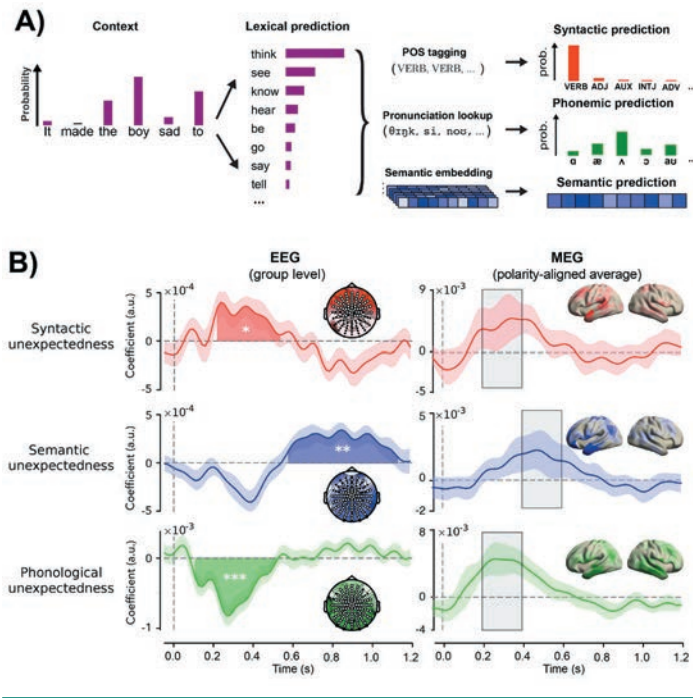 A)
Context
Probability
It made the boy sad to
Lexical prediction
think
see
know
hear
be
go
say
tell
...
POS tagging
(VERB, VERB, ...)
Pronunciation lookup
(θɪŋk, si, noʊ, ...)
Semantic embedding
Syntactic prediction
prob.
VERB ADJ AUX INTJ ADV ...
Phonemic prediction
prob.
ɒ æ ʌ ɔ aʊ ...
Semantic prediction
B)
EEG
(group level)
MEG
(polarity-aligned average)
Syntactic
unexpectedness
Coefficient (a.u.)
×10⁻⁴
5
0
-5
*
×10⁻³
9
0
-5
Semantic
unexpectedness
Coefficient (a.u.)
×10⁻⁴
5
0
-5
**
×10⁻³
5
0
-2
Phonological
unexpectedness
Coefficient (a.u.)
×10⁻³
0
-1
***
×10⁻³
8
0
-4
0.0 0.2 0.4 0.6 0.8 1.0 1.2
Time (s)
0.0 0.2 0.4 0.6 0.8 1.0 1.2
Time (s)